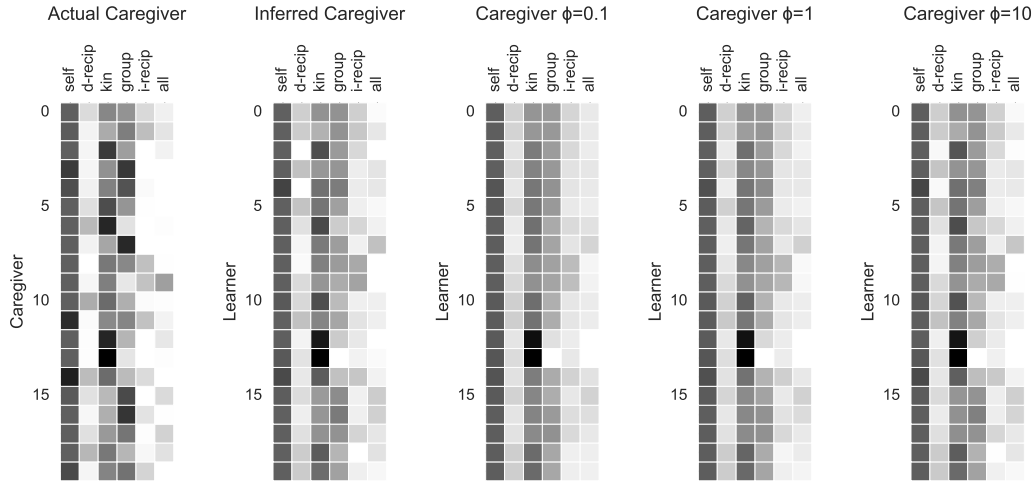 Actual Caregiver
Inferred Caregiver
Caregiver ϕ=0.1
Caregiver ϕ=1
Caregiver ϕ=10
self d-recip kin group i-recip all
self d-recip kin group i-recip all
self d-recip kin group i-recip all
self d-recip kin group i-recip all
self d-recip kin group i-recip all
0 0 0 0 0
5 5 5 5 5
10 10 10 10 10
15 15 15 15 15
Caregiver
Learner
Learner
Learner
Learner